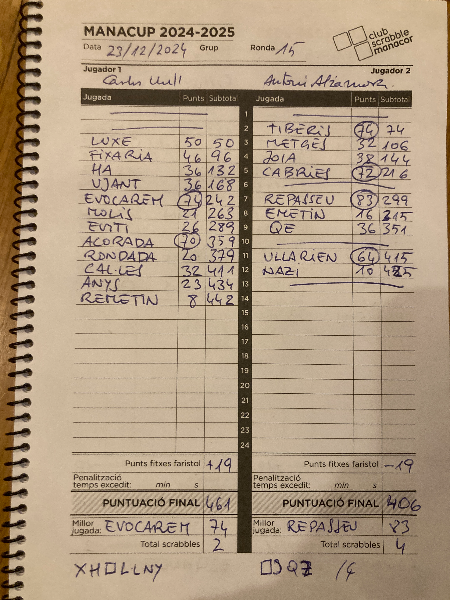 MANACUP 2024-2025
club scrabble manacor
Data 23/12/2024 Grup Ronda 15
Jugador 1 Jugador 2
Carles Antoni
Jugada Punts Subtotal Jugada Punts Subtotal
1
2 TIBERIS 74 74
LUXE 50 50 3 METGES 32 106
FIXARIA 46 96 4 JOIA 38 144
HA 36 132 5 CABRIES 72 216
UJANT 36 168 6
EVOCAREM 74 242 7 REPASSEU 83 299
MOLIS 21 263 8 EMETIN 16 315
EVITI 26 289 9 QE 36 351
ACORADA 70 359 10
RONDADA 20 379 11 ULLARIEN 64 415
CAL·LES 32 411 12 NAZI 10 425
ANYS 23 434 13
REMETIN 8 442 14
15
16
17
18
19
20
21
22
23
24
Punts fitxes faristol +19 Punts fitxes faristol -19
Penalització temps excedit: min s Penalització temps excedit: min s
PUNTUACIÓ FINAL 461 PUNTUACIÓ FINAL 406
Millor jugada: EVOCAREM 74 Millor jugada: REPASSEU 83
Total scrabbles 2 Total scrabbles 4